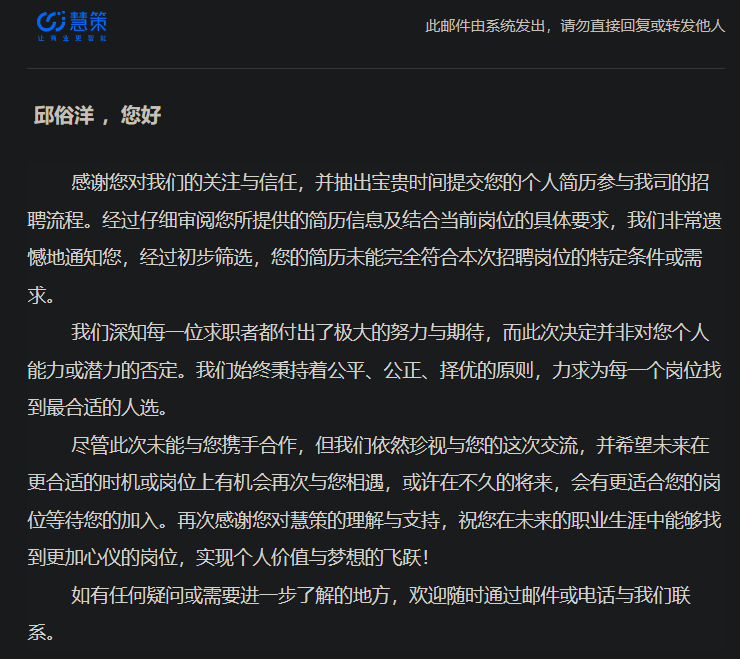 慧策
让商业更智能
此邮件由系统发出，请勿直接回复或转发他人
邱俗洋 ，您好
感谢您对我们的关注与信任，并抽出宝贵时间提交您的个人简历参与我司的招
聘流程。经过仔细审阅您所提供的简历信息及结合当前岗位的具体要求，我们非常遗
憾地通知您，经过初步筛选，您的简历未能完全符合本次招聘岗位的特定条件或需
求。
我们深知每一位求职者都付出了极大的努力与期待，而此次决定并非对您个人
能力或潜力的否定。我们始终秉持着公平、公正、择优的原则，力求为每一个岗位找
到最合适的人选。
尽管此次未能与您携手合作，但我们依然珍视与您的这次交流，并希望未来在
更合适的时机或岗位上有机会再次与您相遇，或许在不久的将来，会有更适合您的岗
位等待您的加入。再次感谢您对慧策的理解与支持，祝您在未来的职业生涯中能够找
到更加心仪的岗位，实现个人价值与梦想的飞跃！
如有任何疑问或需要进一步了解的地方，欢迎随时通过邮件或电话与我们联
系。